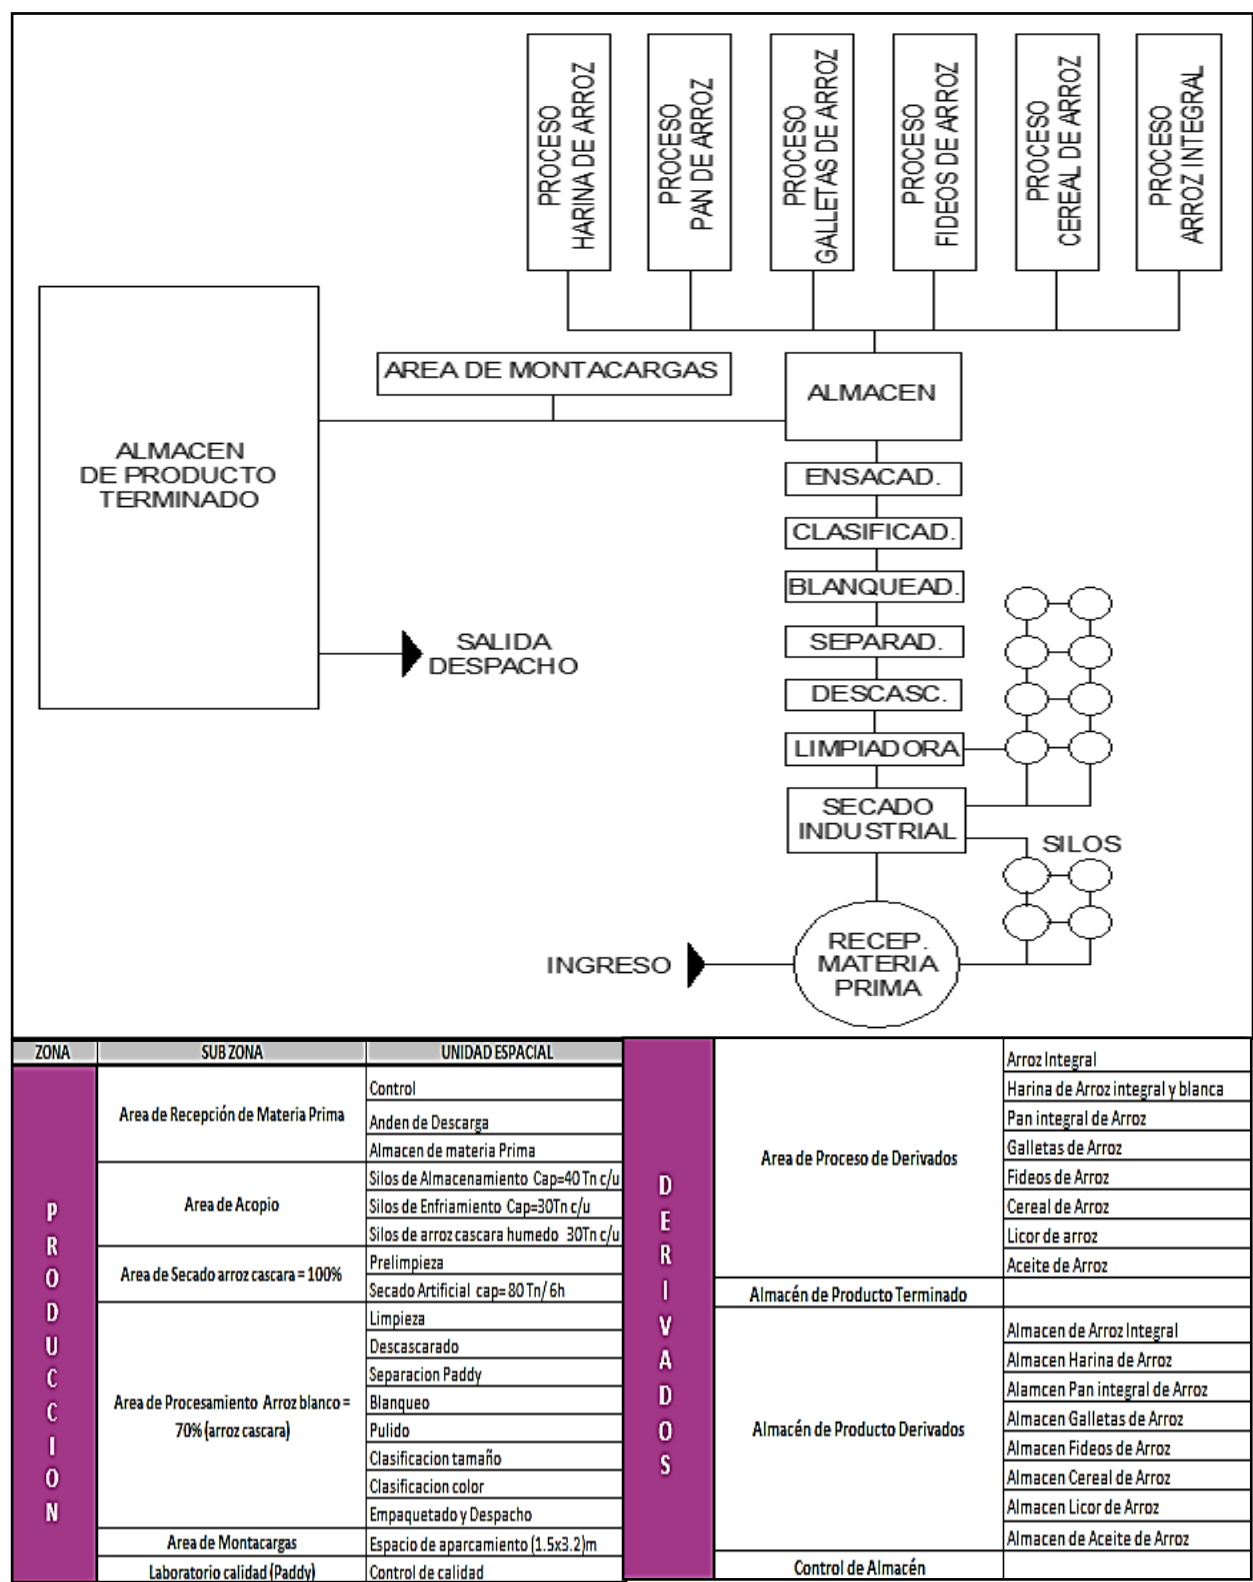 PROCESO
HARINA DE ARROZ
PROCESO
PAN DE ARROZ
PROCESO
GALLETAS DE ARROZ
PROCESO
FIDEOS DE ARROZ
PROCESO
CEREAL DE ARROZ
PROCESO
ARROZ INTEGRAL
AREA DE MONTACARGAS
ALMACEN
ALMACEN
DE PRODUCTO
TERMINADO
ENSACAD.
CLASIFICAD.
BLANQUEAD.
SEPARAD.
DESCASC.
LIMPIADORA
SALIDA
DESPACHO
SECADO
INDUSTRIAL
SILOS
RECEP.
MATERIA
PRIMA
INGRESO
ZONA SUB ZONA UNIDAD ESPACIAL
PRODUCCION
Area de Recepción de Materia Prima
Control
Anden de Descarga
Almacen de materia Prima
Area de Acopio
Silos de Almacenamiento Cap=40 Tn c/u
Silos de Enfriamiento Cap=30Tn c/u
Silos de arroz cascara humedo 30Tn c/u
Area de Secado arroz cascara = 100%
Prelimpieza
Secado Artificial cap= 80 Tn/ 6h
Area de Procesamiento Arroz blanco =
70% (arroz cascara)
Limpieza
Descascarado
Separacion Paddy
Blanqueo
Pulido
Clasificacion tamaño
Clasificacion color
Empaquetado y Despacho
Area de Montacargas
Espacio de aparcamiento (1.5x3.2)m
Laboratorio calidad (Paddy)
Control de calidad
DERIVADOS
Area de Proceso de Derivados
Arroz Integral
Harina de Arroz integral y blanca
Pan integral de Arroz
Galletas de Arroz
Fideos de Arroz
Cereal de Arroz
Licor de arroz
Aceite de Arroz
Almacén de Producto Terminado
Almacén de Producto Derivados
Almacen de Arroz Integral
Almacen Harina de Arroz
Alamcen Pan integral de Arroz
Almacen Galletas de Arroz
Almacen Fideos de Arroz
Almacen Cereal de Arroz
Almacen Licor de Arroz
Almacen de Aceite de Arroz
Control de Almacén